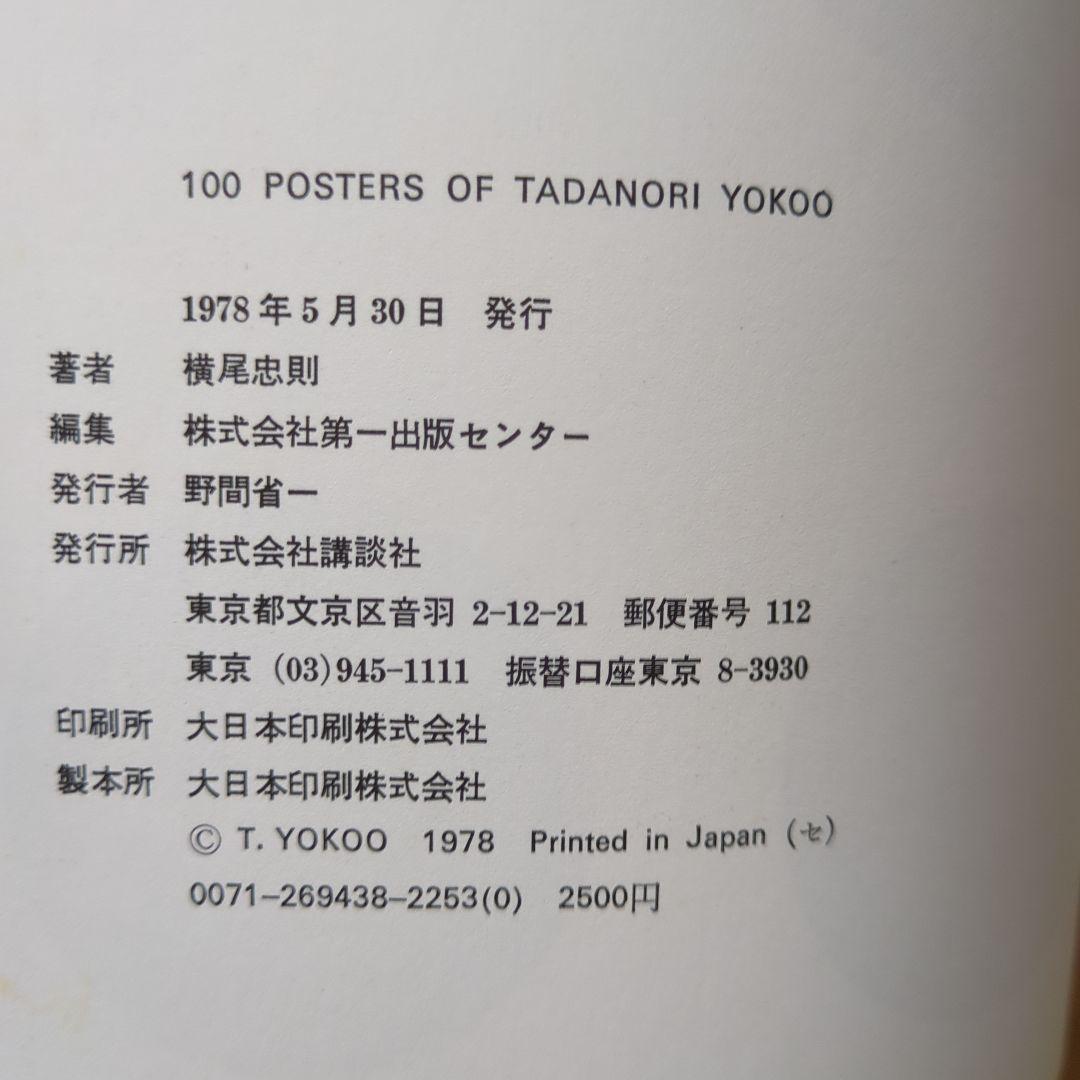 100 POSTERS OF TADANORI YOKOO
1978年5月30日 発行
著者 横尾忠則
編集 株式会社第一出版センター
発行者 野間省一
発行所 株式会社講談社
東京都文京区音羽 2-12-21 郵便番号 112
東京 (03)945-1111 振替口座東京 8-3930
印刷所 大日本印刷株式会社
製本所 大日本印刷株式会社
© T. YOKOO 1978 Printed in Japan (セ)
0071-269438-2253(0) 2500円